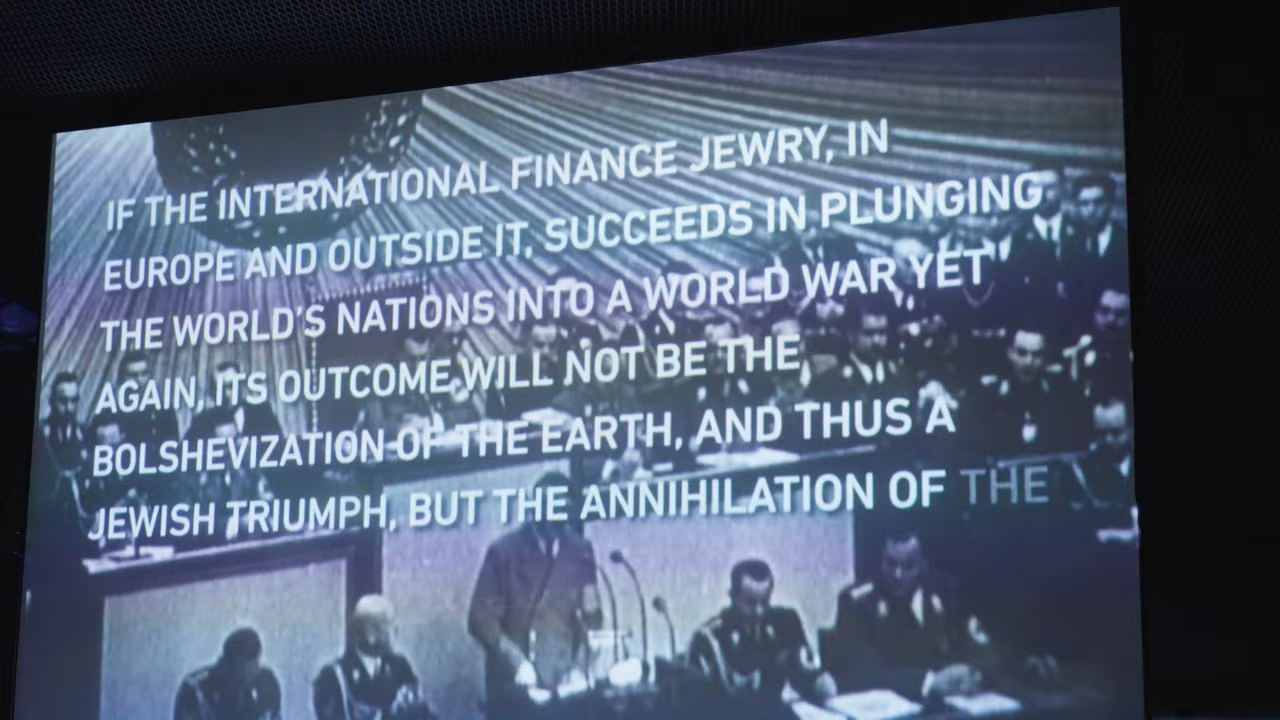 IF THE INTERNATIONAL FINANCE JEWRY, IN
EUROPE AND OUTSIDE IT, SUCCEEDS IN PLUNGING
THE WORLD'S NATIONS INTO A WORLD WAR YET
AGAIN, ITS OUTCOME WILL NOT BE THE
BOLSHEVIZATION OF THE EARTH, AND THUS A
JEWISH TRIUMPH, BUT THE ANNIHILATION OF THE